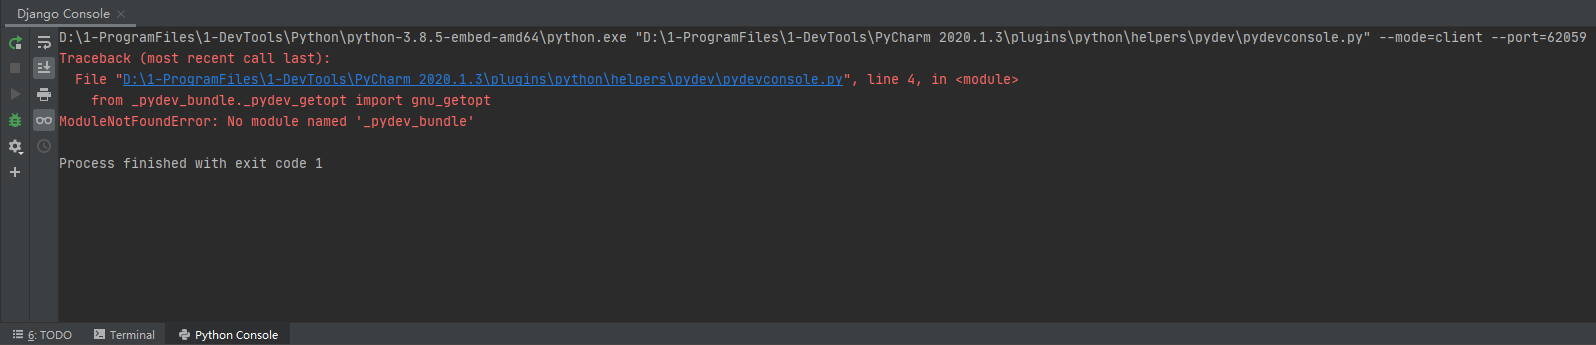 Django Console
D:\1-ProgramFiles\1-DevTools\Python\python-3.8.5-embed-amd64\python.exe "D:\1-ProgramFiles\1-DevTools\PyCharm 2020.1.3\plugins\python\helpers\pydev\pydevconsole.py" --mode=client --port=62059
Traceback (most recent call last):
  File "D:\1-ProgramFiles\1-DevTools\PyCharm 2020.1.3\plugins\python\helpers\pydev\pydevconsole.py", line 4, in <module>
    from _pydev_bundle._pydev_getopt import gnu_getopt
ModuleNotFoundError: No module named '_pydev_bundle'
Process finished with exit code 1
6: TODO Terminal Python Console